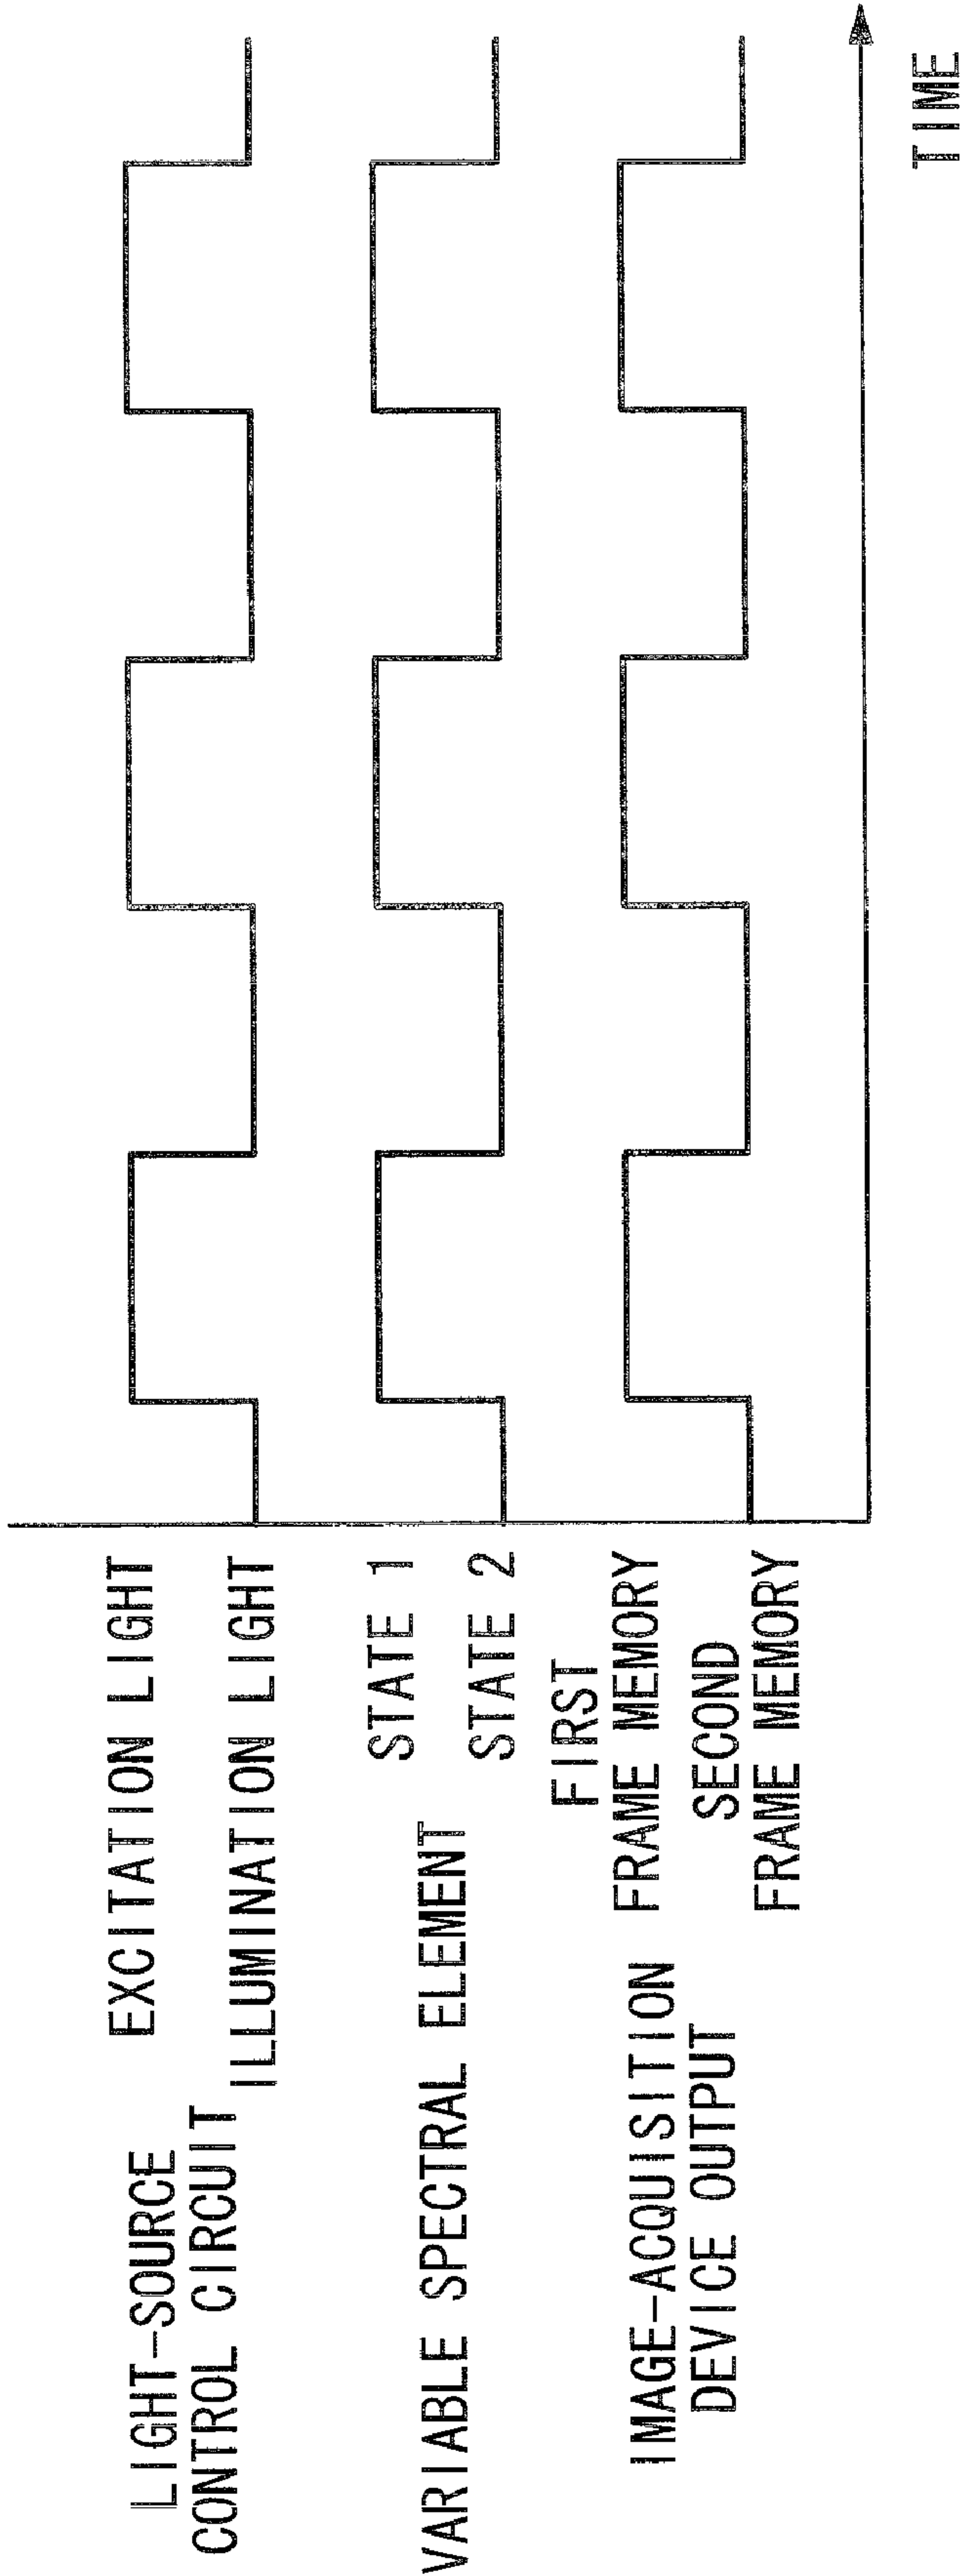 LIGHT-SOURCE
CONTROL CIRCUIT
EXCITATION LIGHT
ILLUMINATION LIGHT
VARIABLE SPECTRAL ELEMENT
STATE 1
STATE 2
IMAGE-ACQUISITION
DEVICE OUTPUT
FIRST
FRAME MEMORY
SECOND
FRAME MEMORY
TIME